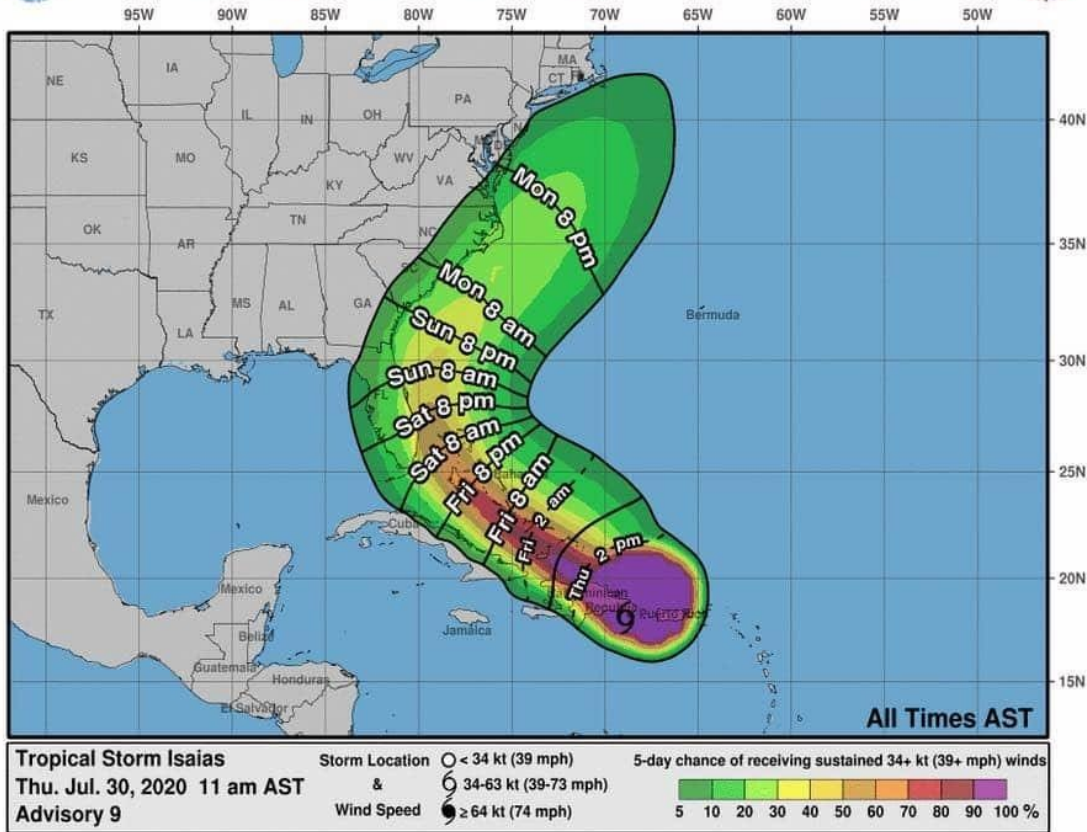 95W 90W 85W 80W 75W 70W 65W 60W 55W 50W
40N
35N
30N
25N
20N
15N
NE
IA
IL
IN
OH
PA
MA
CT
KS
MO
WV
VA
KY
OK
AR
TN
NC
TX
LA
MS
AL
GA
FL
Bermuda
Mexico
Cuba
Jamaica
Puerto Rico
Mexico
Belize
Guatemala
Honduras
El Salvador
Mon 8 pm
Mon 8 am
Sun 8 pm
Sun 8 am
Sat 8 pm
Sat 8 am
Fri 8 pm
Fri 8 am
Fri 2 am
Thu 2 pm
All Times AST
Tropical Storm Isaias
Thu. Jul. 30, 2020 11 am AST
Advisory 9
Storm Location
&
Wind Speed
< 34 kt (39 mph)
34-63 kt (39-73 mph)
≥ 64 kt (74 mph)
5-day chance of receiving sustained 34+ kt (39+ mph) winds
5 10 20 30 40 50 60 70 80 90 100 %